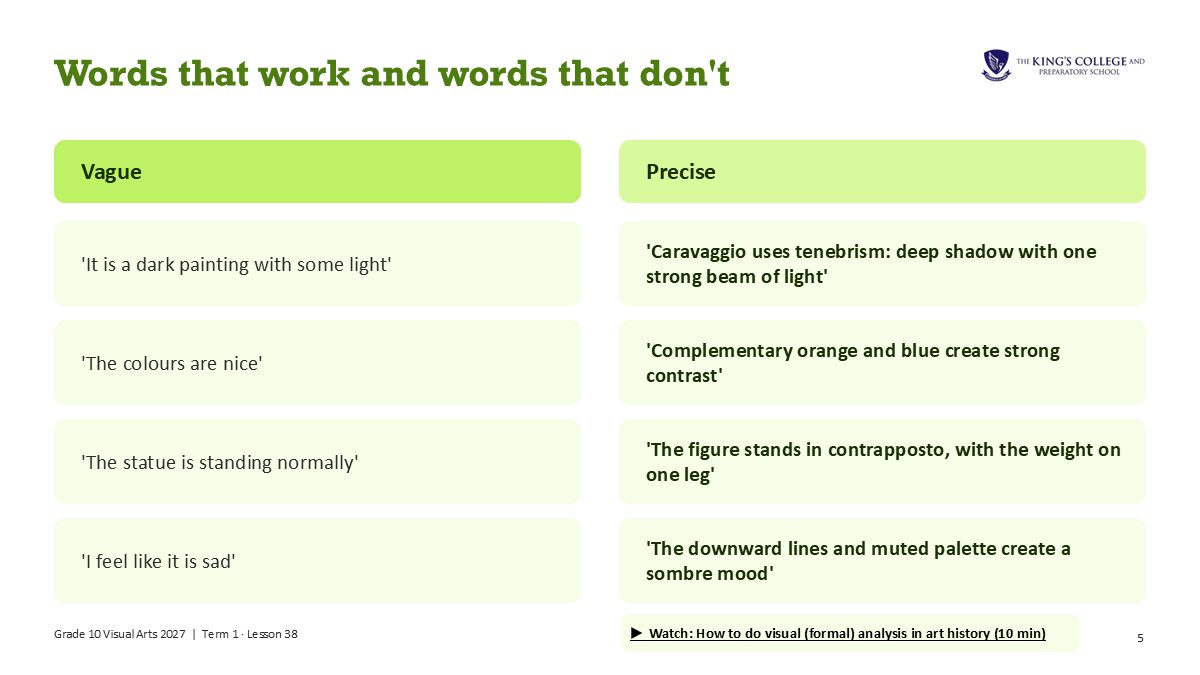 Words that work and words that don't
THE KING'S COLLEGE AND
PREPARATORY SCHOOL
Vague
Precise
'It is a dark painting with some light'
'Caravaggio uses tenebrism: deep shadow with one
strong beam of light'
'The colours are nice'
'Complementary orange and blue create strong
contrast'
'The statue is standing normally'
'The figure stands in contrapposto, with the weight on
one leg'
'I feel like it is sad'
'The downward lines and muted palette create a
sombre mood'
Grade 10 Visual Arts 2027 | Term 1 · Lesson 38
▶ Watch: How to do visual (formal) analysis in art history (10 min)
5